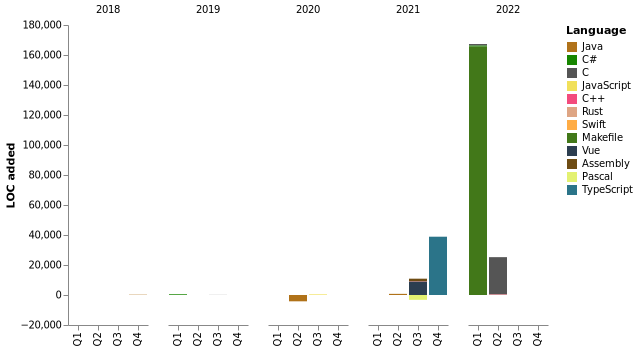 2018 2019 2020 2021 2022
180,000
160,000
140,000
120,000
100,000
80,000
60,000
40,000
20,000
0
−20,000
LOC added
Q1 Q2 Q3 Q4 Q1 Q2 Q3 Q4 Q1 Q2 Q3 Q4 Q1 Q2 Q3 Q4 Q1 Q2 Q3 Q4
Language
Java
C#
C
JavaScript
C++
Rust
Swift
Makefile
Vue
Assembly
Pascal
TypeScript